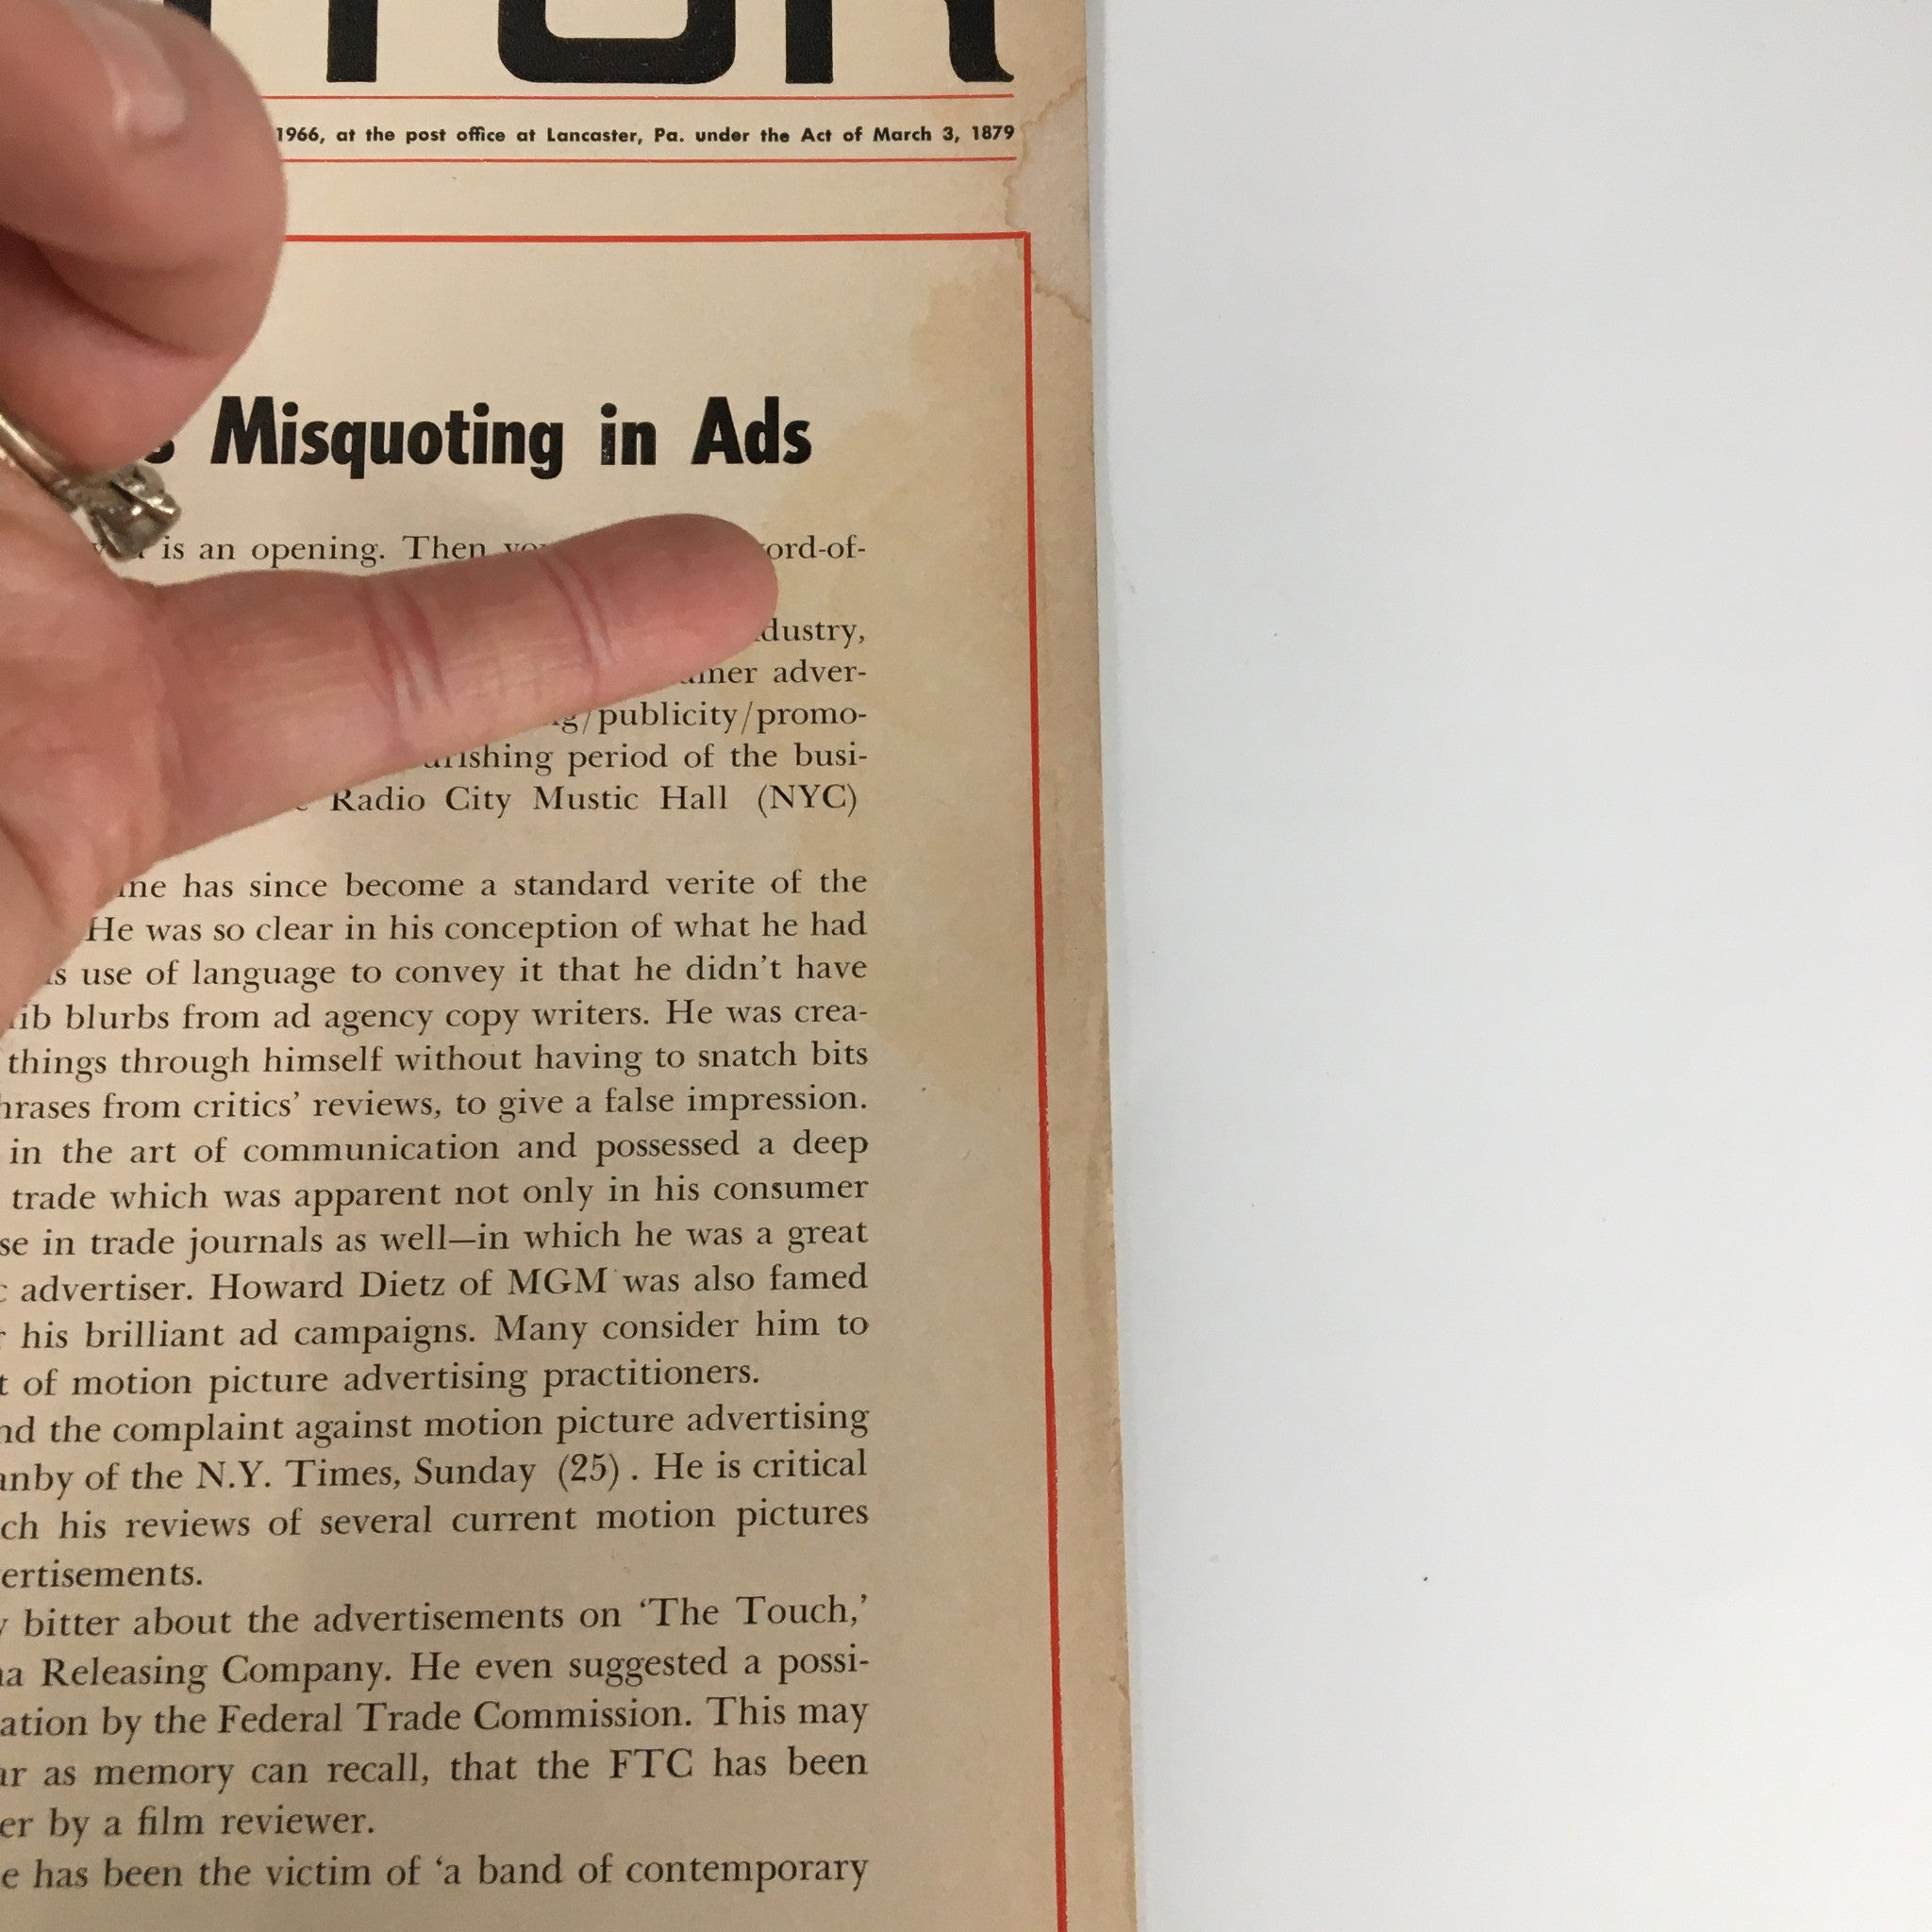 TOR
1966, at the post office at Lancaster, Pa. under the Act of March 3, 1879
Misquoting in Ads
is an opening. Then
adver-
/publicity/promo-
period of the busi-
Radio City Mustic Hall (NYC)
has since become a standard verite of the
He was so clear in his conception of what he had
use of language to convey it that he didn't have
blurbs from ad agency copy writers. He was crea-
things through himself without having to snatch bits
from critics' reviews, to give a false impression.
in the art of communication and possessed a deep
trade which was apparent not only in his consumer
in trade journals as well—in which he was a great
advertiser. Howard Dietz of MGM was also famed
his brilliant ad campaigns. Many consider him to
of motion picture advertising practitioners.
the complaint against motion picture advertising
of the N.Y. Times, Sunday (25). He is critical
his reviews of several current motion pictures
ertisements.
bitter about the advertisements on 'The Touch,'
Releasing Company. He even suggested a possi-
ation by the Federal Trade Commission. This may
as memory can recall, that the FTC has been
er by a film reviewer.
e has been the victim of 'a band of contemporary